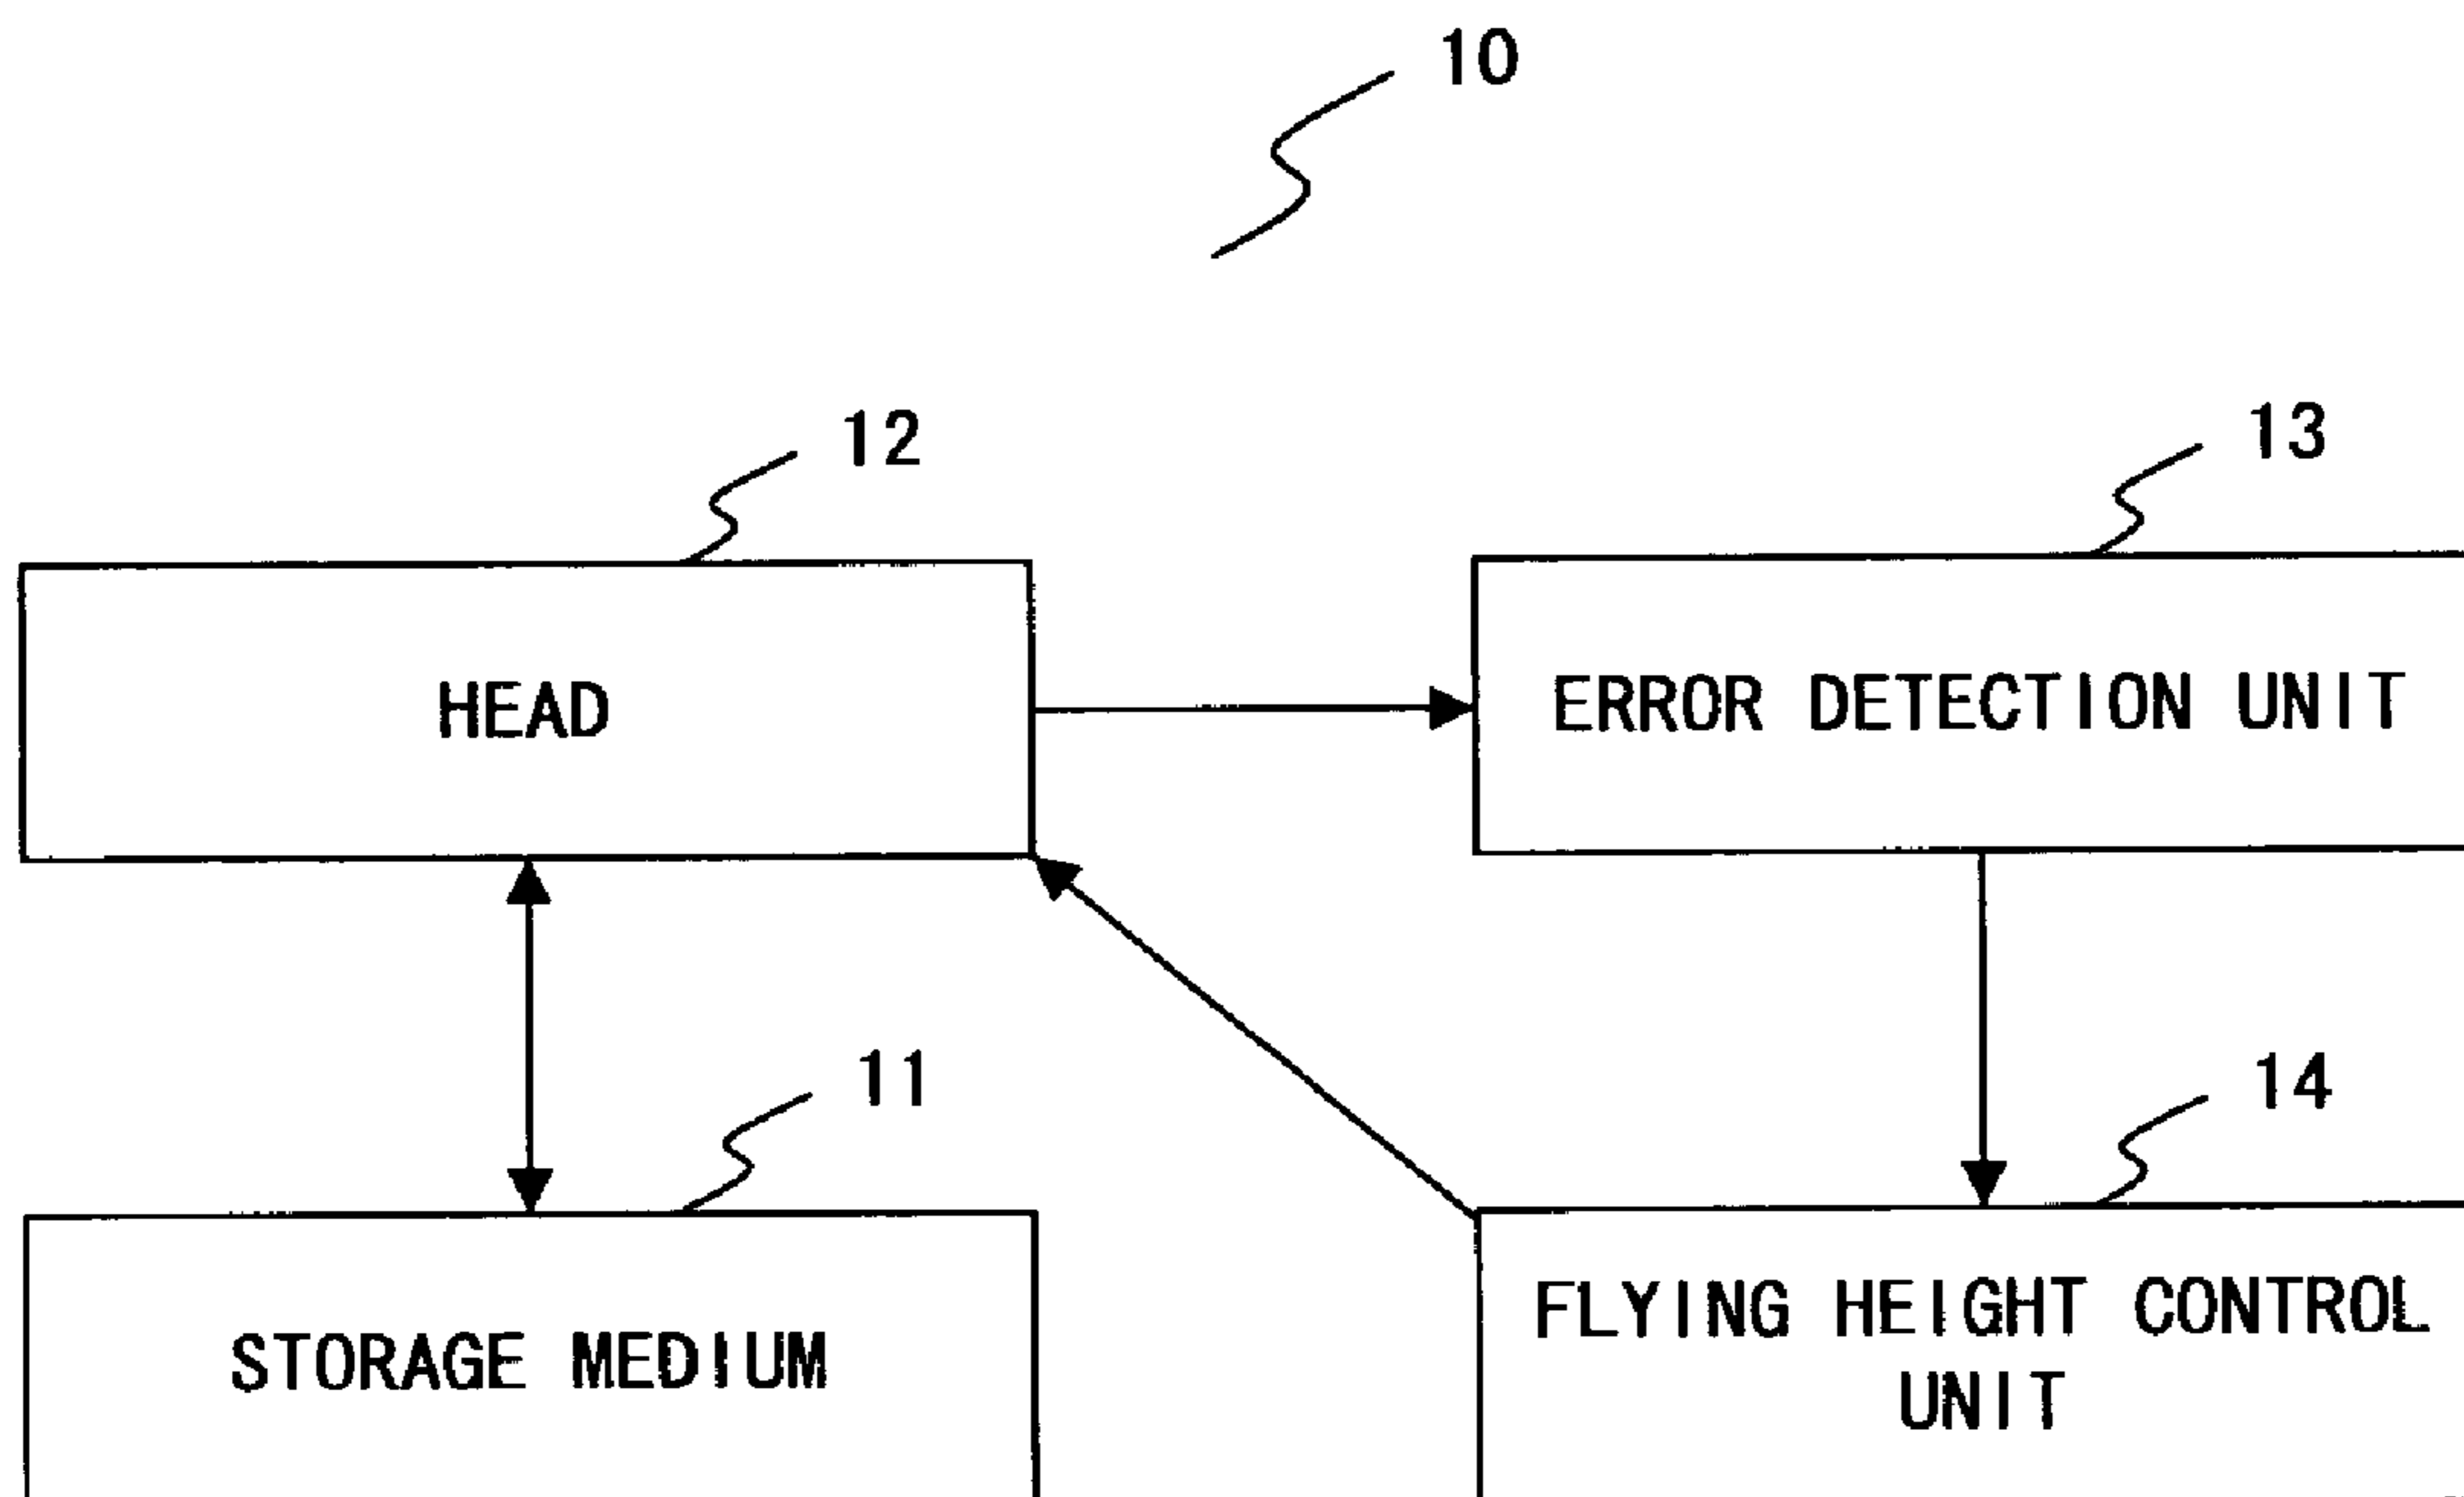 10
12
13
HEAD
ERROR DETECTION UNIT
11
14
STORAGE MEDIUM
FLYING HEIGHT CONTROL
UNIT